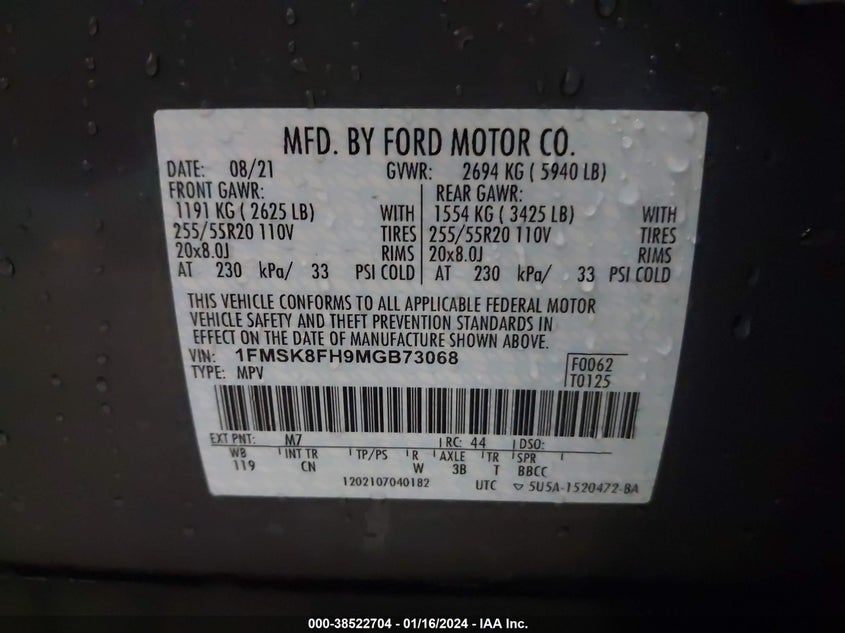 MFD. BY FORD MOTOR CO.
DATE: 08/21 GVWR: 2694 KG ( 5940 LB)
FRONT GAWR: REAR GAWR:
1191 KG ( 2625 LB) WITH 1554 KG ( 3425 LB) WITH
255/55R20 110V TIRES 255/55R20 110V TIRES
20x8.0J RIMS 20x8.0J RIMS
AT 230 kPa/ 33 PSI COLD AT 230 kPa/ 33 PSI COLD
THIS VEHICLE CONFORMS TO ALL APPLICABLE FEDERAL MOTOR
VEHICLE SAFETY AND THEFT PREVENTION STANDARDS IN
EFFECT ON THE DATE OF MANUFACTURE SHOWN ABOVE.
VIN: 1FMSK8FH9MGB73068 F0062
TYPE: MPV T0125
EXT PNT: M7 RC: 44 DSO:
WB INT TR TP/PS R AXLE TR SPR
119 CN W 3B T BBCC
1202107040182 UTC ▽ 5U5A-1520472-BA
000-38522704 - 01/16/2024 - IAA Inc.